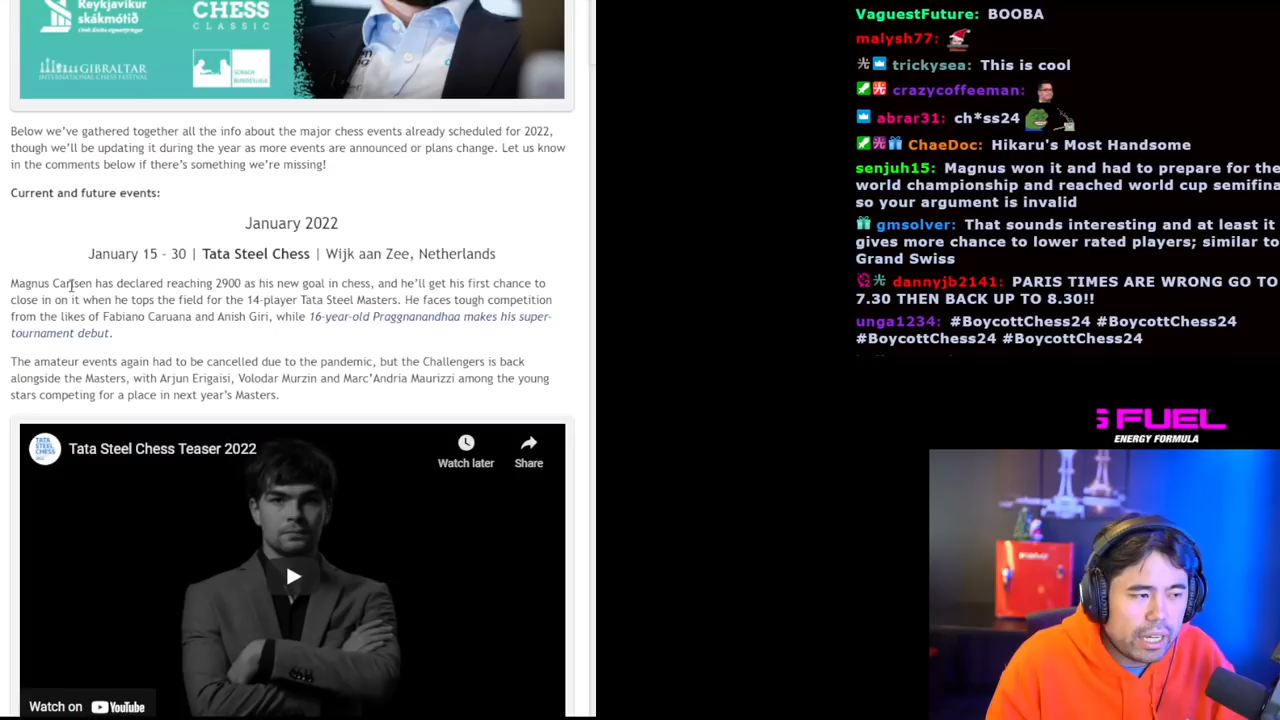 Reykjavíkur
skákmótið
CHESS
CLASSIC
GIBRALTAR
INTERNATIONAL CHESS FESTIVAL
SCHACH
BUNDESLIGA
Below we've gathered together all the info about the major chess events already scheduled for 2022,
though we'll be updating it during the year as more events are announced or plans change. Let us know
in the comments below if there's something we're missing!
Current and future events:
January 2022
January 15 - 30 | Tata Steel Chess | Wijk aan Zee, Netherlands
Magnus Carlsen has declared reaching 2900 as his new goal in chess, and he'll get his first chance to
close in on it when he tops the field for the 14-player Tata Steel Masters. He faces tough competition
from the likes of Fabiano Caruana and Anish Giri, while 16-year-old Praggnanandhaa makes his super-
tournament debut.
The amateur events again had to be cancelled due to the pandemic, but the Challengers is back
alongside the Masters, with Arjun Erigaisi, Volodar Murzin and Marc'Andria Maurizzi among the young
stars competing for a place in next year's Masters.
TATA
STEEL
CHESS
Tata Steel Chess Teaser 2022
Watch later
Share
Watch on YouTube
VaguestFuture: BOOBA
malysh77:
trickysea: This is cool
crazycoffeeman:
abrar31: ch*ss24
ChaeDoc: Hikaru's Most Handsome
senjuh15: Magnus won it and had to prepare for the
world championship and reached world cup semifina
so your argument is invalid
gmsolver: That sounds interesting and at least it
gives more chance to lower rated players; similar to
Grand Swiss
dannyjb2141: PARIS TIMES ARE WRONG GO TO
7.30 THEN BACK UP TO 8.30!!
unga1234: #BoycottChess24 #BoycottChess24
#BoycottChess24 #BoycottChess24
G FUEL
ENERGY FORMULA